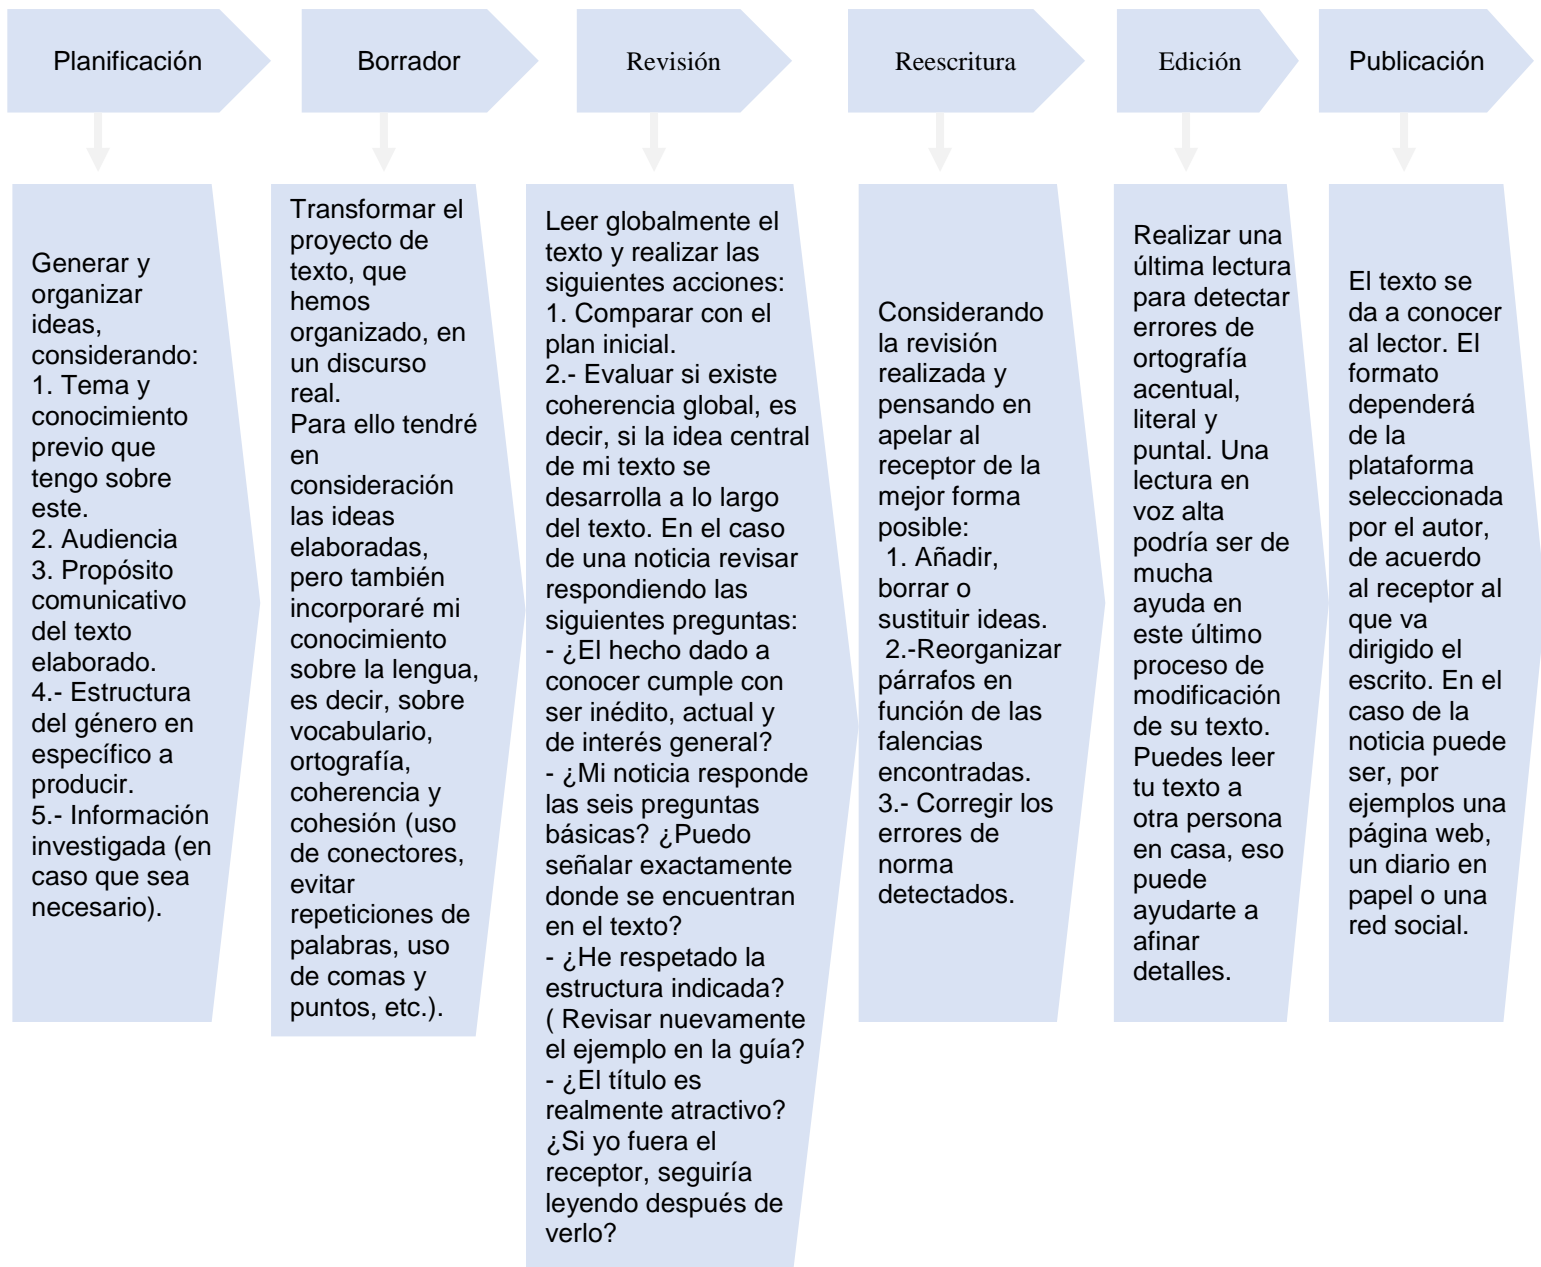 Planificación
Borrador
Revisión
Reescritura
Edición
Publicación
Generar y
organizar
ideas,
considerando:
1. Tema y
conocimiento
previo que
tengo sobre
este.
2. Audiencia
3. Propósito
comunicativo
del texto
elaborado.
4.- Estructura
del género en
específico a
producir.
5.- Información
investigada (en
caso que sea
necesario).
Transformar el
proyecto de
texto, que
hemos
organizado, en
un discurso
real.
Para ello tendré
en
consideración
las ideas
elaboradas,
pero también
incorporaré mi
conocimiento
sobre la lengua,
es decir, sobre
vocabulario,
ortografía,
coherencia y
cohesión (uso
de conectores,
evitar
repeticiones de
palabras, uso
de comas y
puntos, etc.).
Leer globalmente el
texto y realizar las
siguientes acciones:
1. Comparar con el
plan inicial.
2.- Evaluar si existe
coherencia global, es
decir, si la idea central
de mi texto se
desarrolla a lo largo
del texto. En el caso
de una noticia revisar
respondiendo las
siguientes preguntas:
- ¿El hecho dado a
conocer cumple con
ser inédito, actual y
de interés general?
- ¿Mi noticia responde
las seis preguntas
básicas? ¿Puedo
señalar exactamente
donde se encuentran
en el texto?
- ¿He respetado la
estructura indicada?
( Revisar nuevamente
el ejemplo en la guía?
- ¿El título es
realmente atractivo?
¿Si yo fuera el
receptor, seguiría
leyendo después de
verlo?
Considerando
la revisión
realizada y
pensando en
apelar al
receptor de la
mejor forma
posible:
1. Añadir,
borrar o
sustituir ideas.
2.-Reorganizar
párrafos en
función de las
falencias
encontradas.
3.- Corregir los
errores de
norma
detectados.
Realizar una
última lectura
para detectar
errores de
ortografía
acentual,
literal y
puntal. Una
lectura en
voz alta
podría ser de
mucha
ayuda en
este último
proceso de
modificación
de su texto.
Puedes leer
tu texto a
otra persona
en casa, eso
puede
ayudarte a
afinar
detalles.
El texto se
da a conocer
al lector. El
formato
dependerá
de la
plataforma
seleccionada
por el autor,
de acuerdo
al receptor al
que va
dirigido el
escrito. En el
caso de la
noticia puede
ser, por
ejemplos una
página web,
un diario en
papel o una
red social.